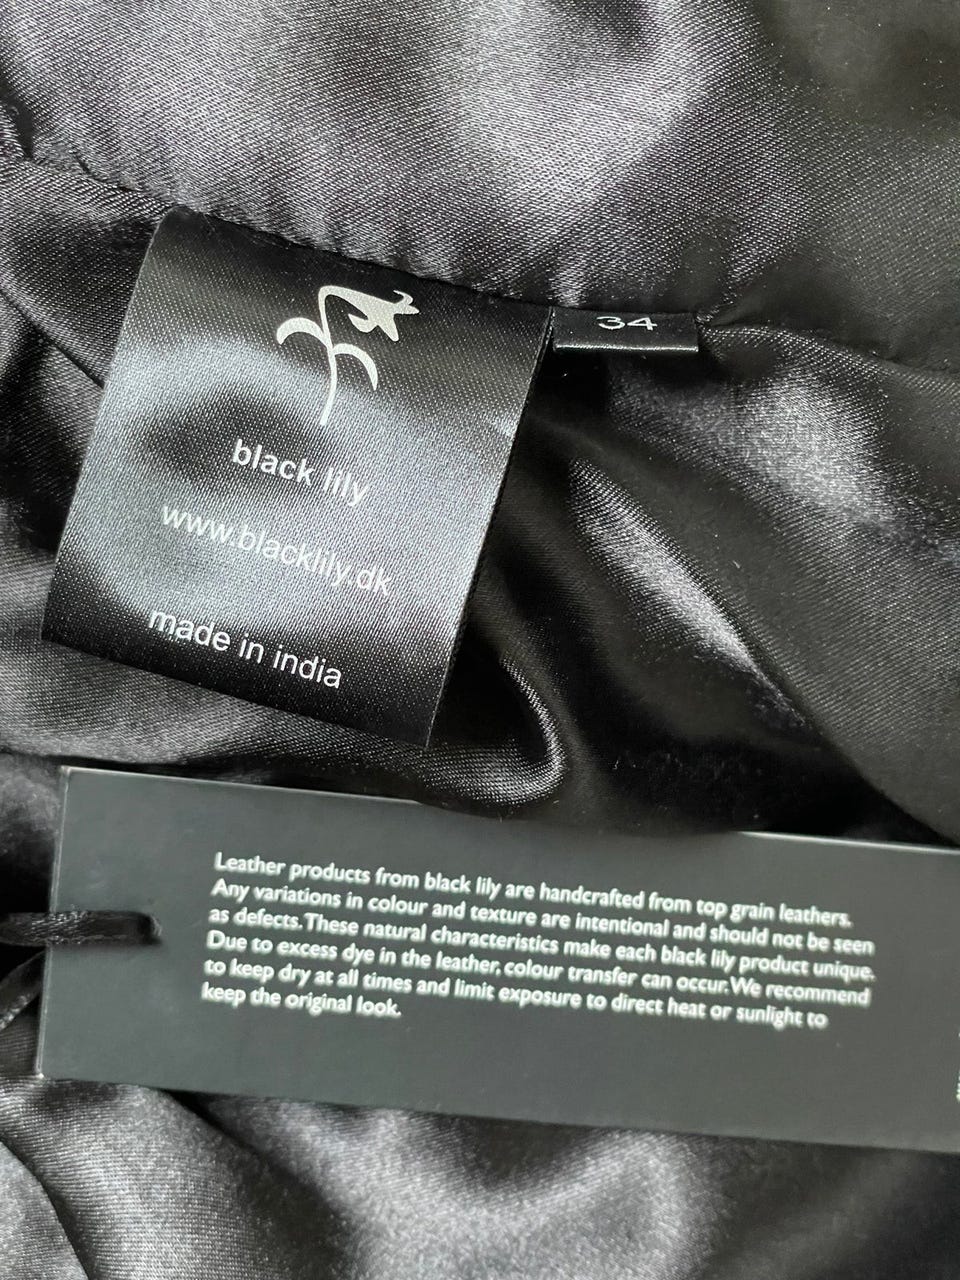 34
black lily
www.blacklily.dk
made in india
Leather products from black lily are handcrafted from top grain leathers.
Any variations in colour and texture are intentional and should not be seen
as defects. These natural characteristics make each black lily product unique.
Due to excess dye in the leather, colour transfer can occur. We recommend
to keep dry at all times and limit exposure to direct heat or sunlight to
keep the original look.